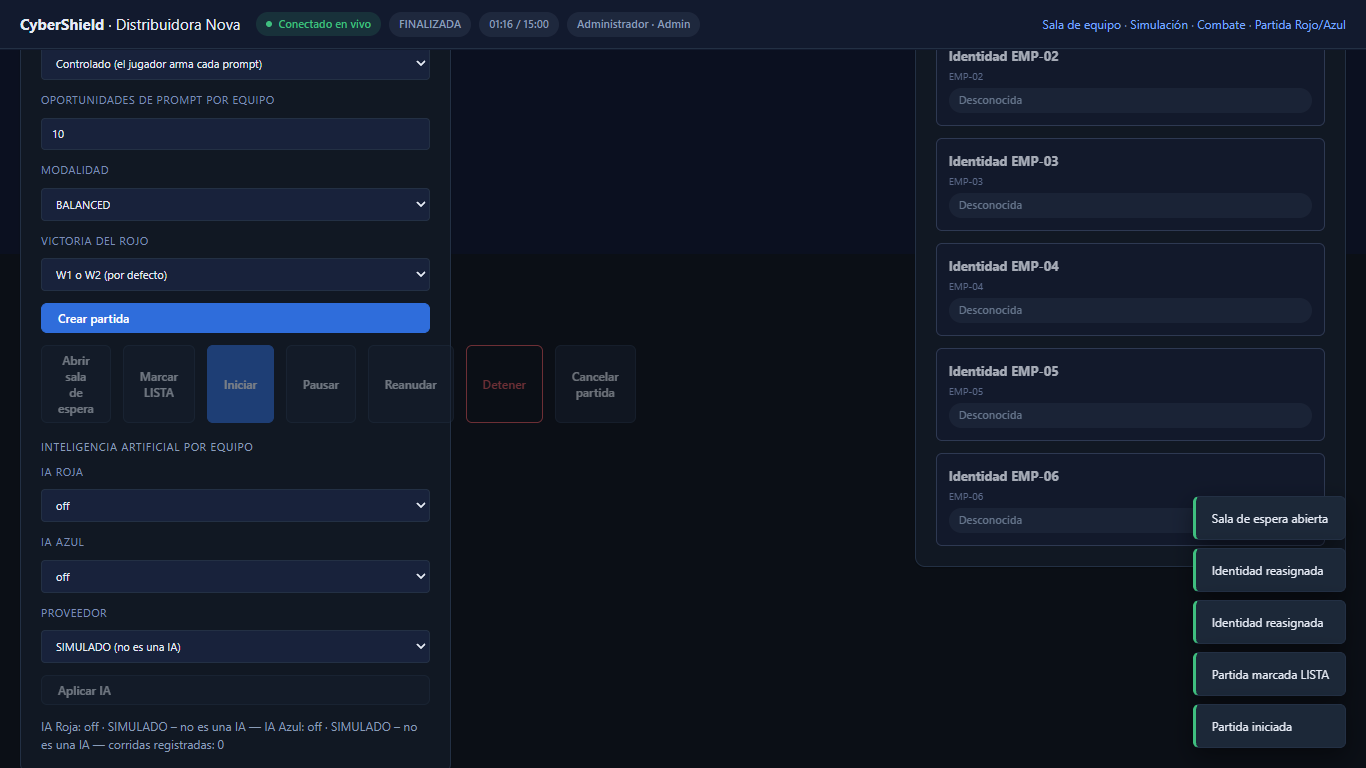 CyberShield · Distribuidora Nova
Conectado en vivo
FINALIZADA
01:16 / 15:00
Administrador · Admin
Sala de equipo · Simulación · Combate · Partida Rojo/Azul
Controlado (el jugador arma cada prompt)
OPORTUNIDADES DE PROMPT POR EQUIPO
10
MODALIDAD
BALANCED
VICTORIA DEL ROJO
W1 o W2 (por defecto)
Crear partida
Abrir
sala
de
espera
Marcar
LISTA
Iniciar
Pausar
Reanudar
Detener
Cancelar
partida
INTELIGENCIA ARTIFICIAL POR EQUIPO
IA ROJA
off
IA AZUL
off
PROVEEDOR
SIMULADO (no es una IA)
Aplicar IA
IA Roja: off · SIMULADO – no es una IA — IA Azul: off · SIMULADO – no
es una IA — corridas registradas: 0
Identidad EMP-02
EMP-02
Desconocida
Identidad EMP-03
EMP-03
Desconocida
Identidad EMP-04
EMP-04
Desconocida
Identidad EMP-05
EMP-05
Desconocida
Identidad EMP-06
EMP-06
Desconocida
Sala de espera abierta
Identidad reasignada
Identidad reasignada
Partida marcada LISTA
Partida iniciada